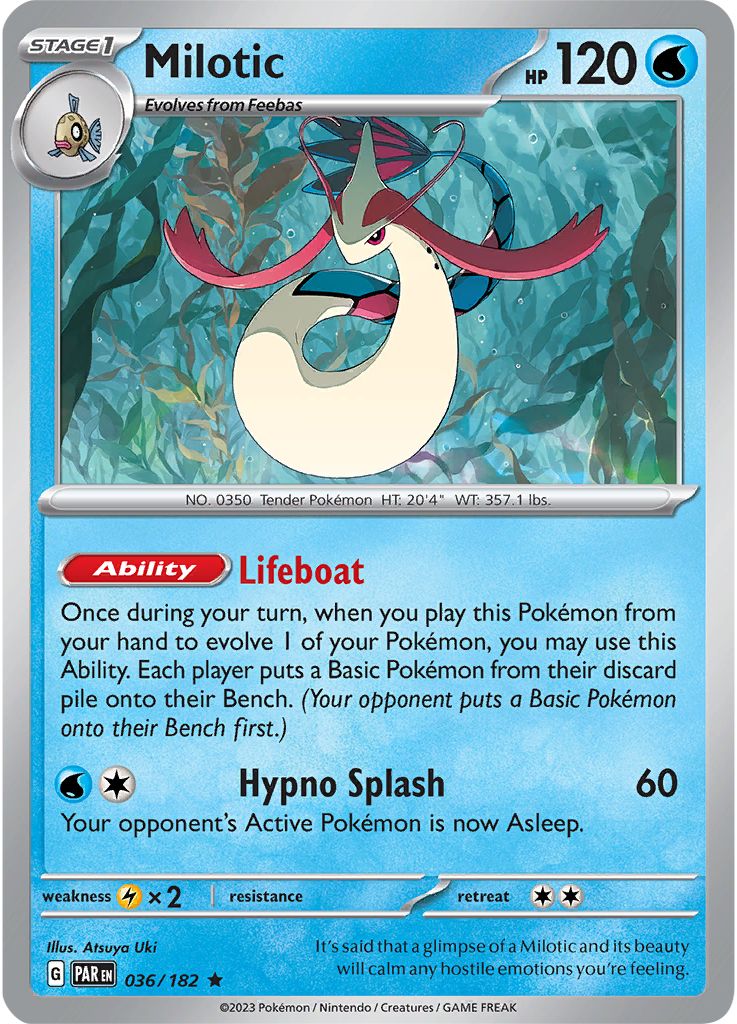 STAGE1
Milotic
HP 120
Evolves from Feebas
NO. 0350 Tender Pokémon HT: 20'4" WT: 357.1 lbs.
Ability Lifeboat
Once during your turn, when you play this Pokémon from
your hand to evolve 1 of your Pokémon, you may use this
Ability. Each player puts a Basic Pokémon from their discard
pile onto their Bench. (Your opponent puts a Basic Pokémon
onto their Bench first.)
Hypno Splash 60
Your opponent's Active Pokémon is now Asleep.
weakness ×2 resistance retreat
Illus. Atsuya Uki
G PAR EN 036/182 ★
It's said that a glimpse of a Milotic and its beauty
will calm any hostile emotions you're feeling.
©2023 Pokémon / Nintendo / Creatures / GAME FREAK